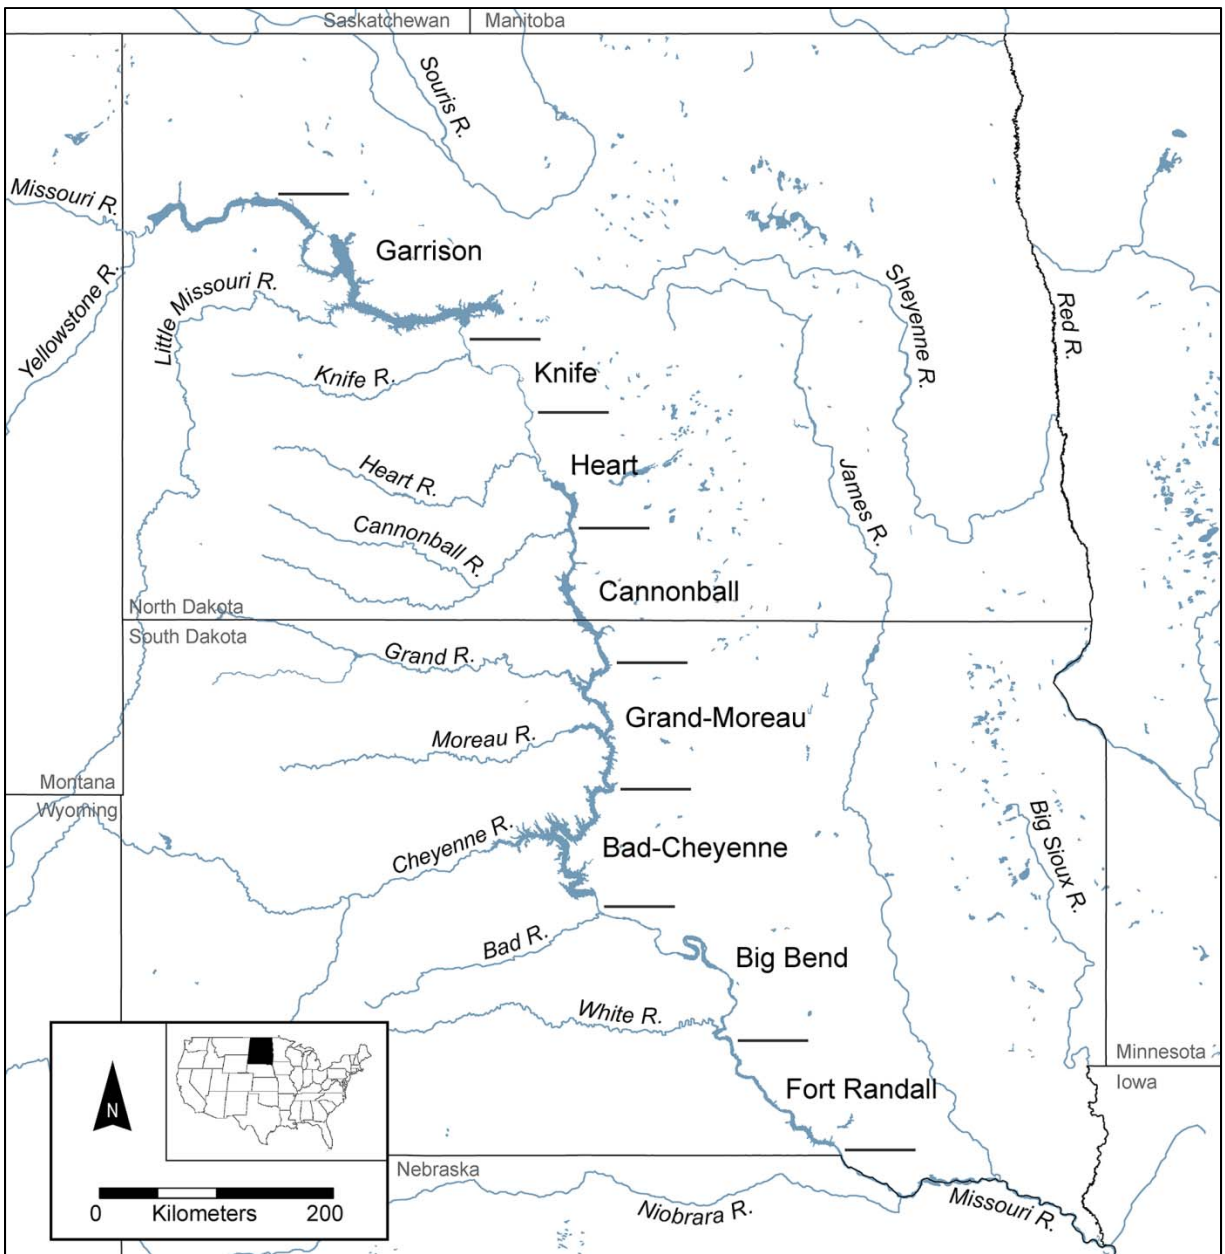 Saskatchewan
Manitoba
Souris R.
Missouri R.
Garrison
Yellowstone R.
Little Missouri R.
Sheyenne R.
Red R.
Knife R.
Knife
Heart R.
Heart
James R.
Cannonball R.
Cannonball
North Dakota
South Dakota
Grand R.
Grand-Moreau
Moreau R.
Montana
Wyoming
Cheyenne R.
Bad-Cheyenne
Big Sioux R.
Bad R.
Big Bend
White R.
Minnesota
Iowa
Fort Randall
N
Nebraska
Niobrara R.
Missouri R.
0 Kilometers 200